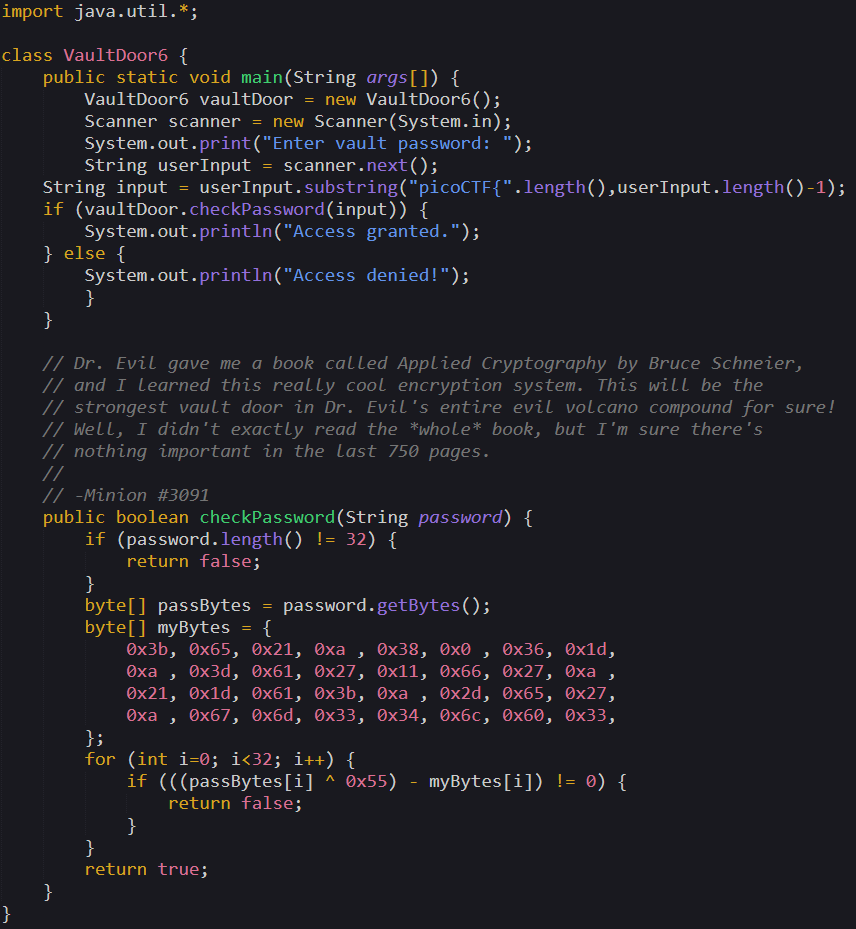 import java.util.*;

class VaultDoor6 {
    public static void main(String args[]) {
        VaultDoor6 vaultDoor = new VaultDoor6();
        Scanner scanner = new Scanner(System.in);
        System.out.print("Enter vault password: ");
        String userInput = scanner.next();
    String input = userInput.substring("picoCTF{".length(),userInput.length()-1);
    if (vaultDoor.checkPassword(input)) {
        System.out.println("Access granted.");
    } else {
        System.out.println("Access denied!");
        }
    }

    // Dr. Evil gave me a book called Applied Cryptography by Bruce Schneier,
    // and I learned this really cool encryption system. This will be the
    // strongest vault door in Dr. Evil's entire evil volcano compound for sure!
    // Well, I didn't exactly read the *whole* book, but I'm sure there's
    // nothing important in the last 750 pages.
    //
    // -Minion #3091
    public boolean checkPassword(String password) {
        if (password.length() != 32) {
            return false;
        }
        byte[] passBytes = password.getBytes();
        byte[] myBytes = {
            0x3b, 0x65, 0x21, 0xa , 0x38, 0x0 , 0x36, 0x1d,
            0xa , 0x3d, 0x61, 0x27, 0x11, 0x66, 0x27, 0xa ,
            0x21, 0x1d, 0x61, 0x3b, 0xa , 0x2d, 0x65, 0x27,
            0xa , 0x67, 0x6d, 0x33, 0x34, 0x6c, 0x60, 0x33,
        };
        for (int i=0; i<32; i++) {
            if (((passBytes[i] ^ 0x55) - myBytes[i]) != 0) {
                return false;
            }
        }
        return true;
    }
}